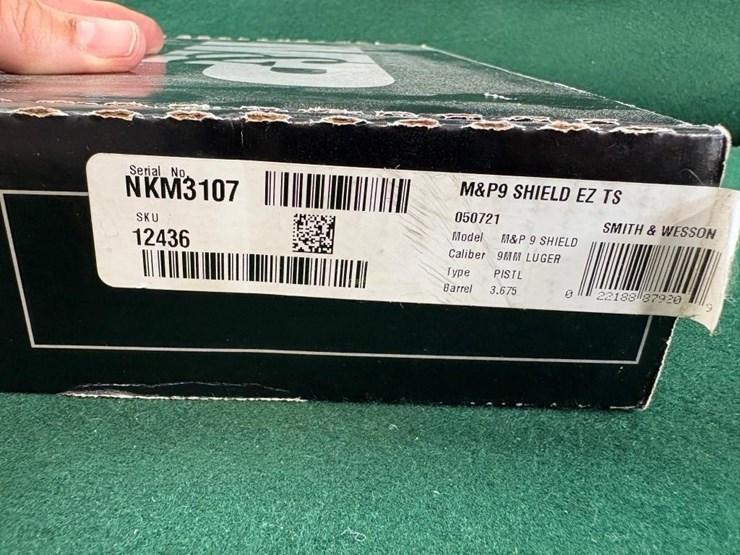 M&P
Serial No.
NKM3107
SKU
12436
M&P9 SHIELD EZ TS
050721
Model M&P 9 SHIELD
Caliber 9MM LUGER
Type PISTL
Barrel 3.675
SMITH & WESSON
0 22188 87920 9